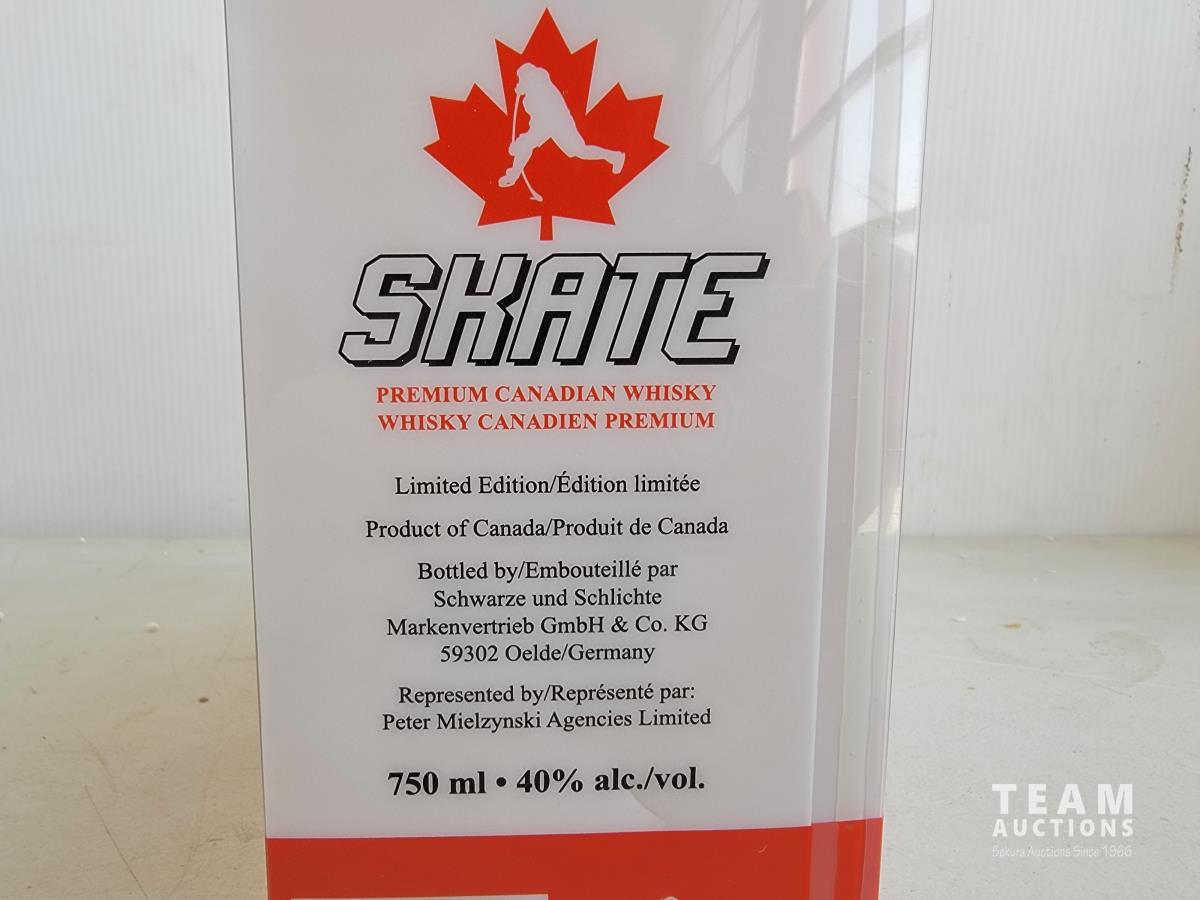 SKATE
PREMIUM CANADIAN WHISKY
WHISKY CANADIEN PREMIUM
Limited Edition/Édition limitée
Product of Canada/Produit de Canada
Bottled by/Embouteillé par
Schwarze und Schlichte
Markenvertrieb GmbH & Co. KG
59302 Oelde/Germany
Represented by/Représenté par:
Peter Mielzynski Agencies Limited
750 ml • 40% alc./vol.
TEAM
AUCTIONS
Sekura Auctions Since 1966